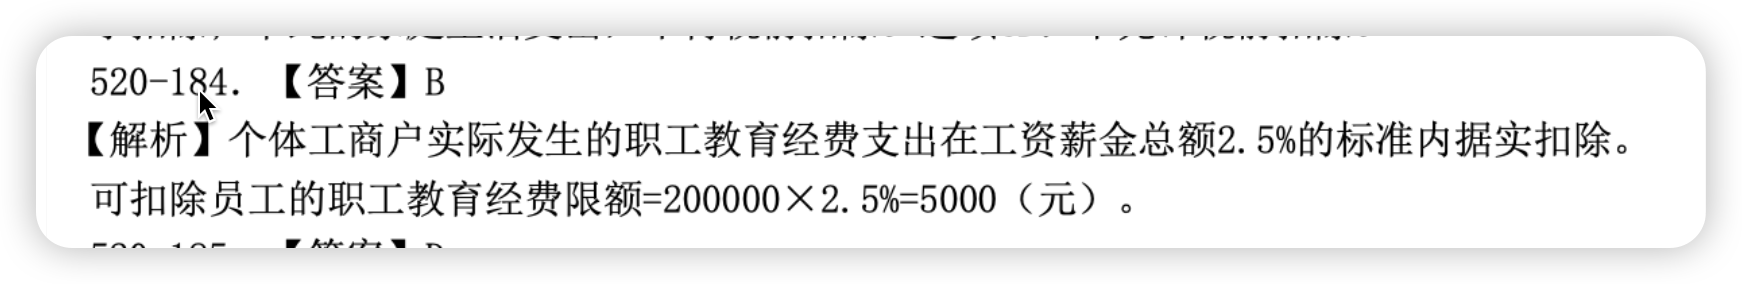 520-184. 【答案】B
【解析】个体工商户实际发生的职工教育经费支出在工资薪金总额2.5%的标准内据实扣除。
可扣除员工的职工教育经费限额=200000×2.5%=5000（元）。